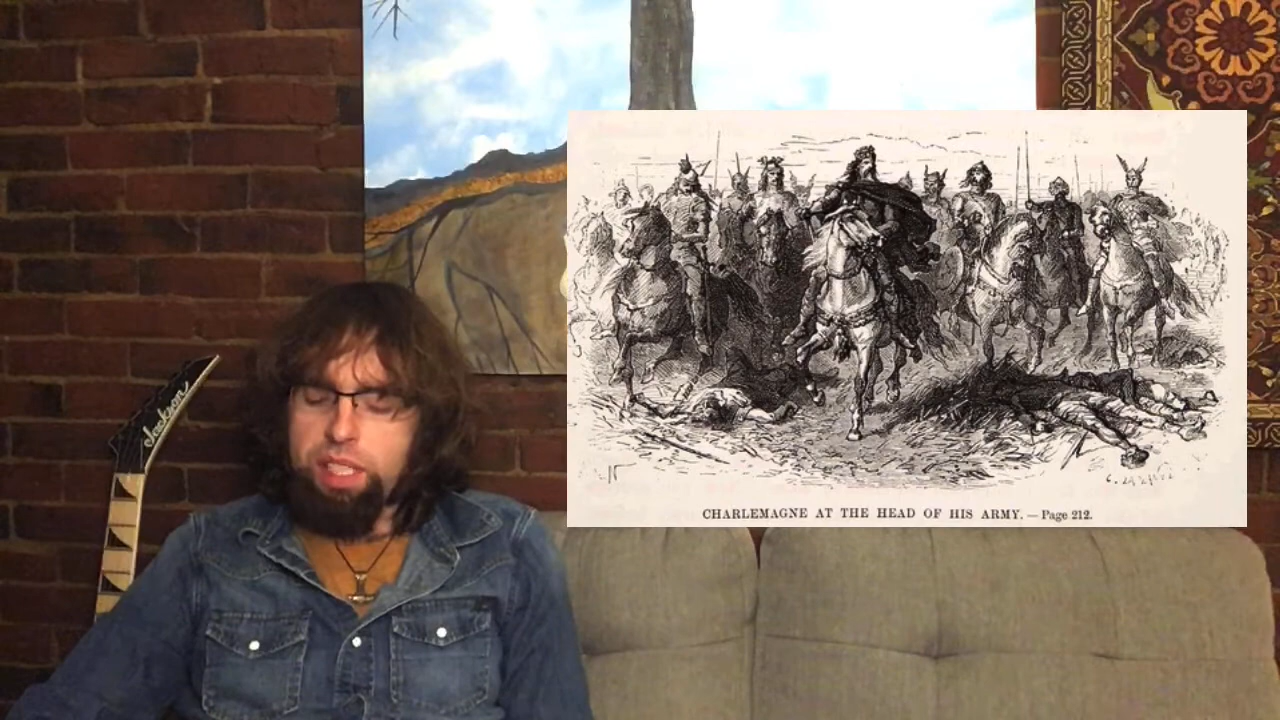 Jackson
CHARLEMAGNE AT THE HEAD OF HIS ARMY. — Page 212.